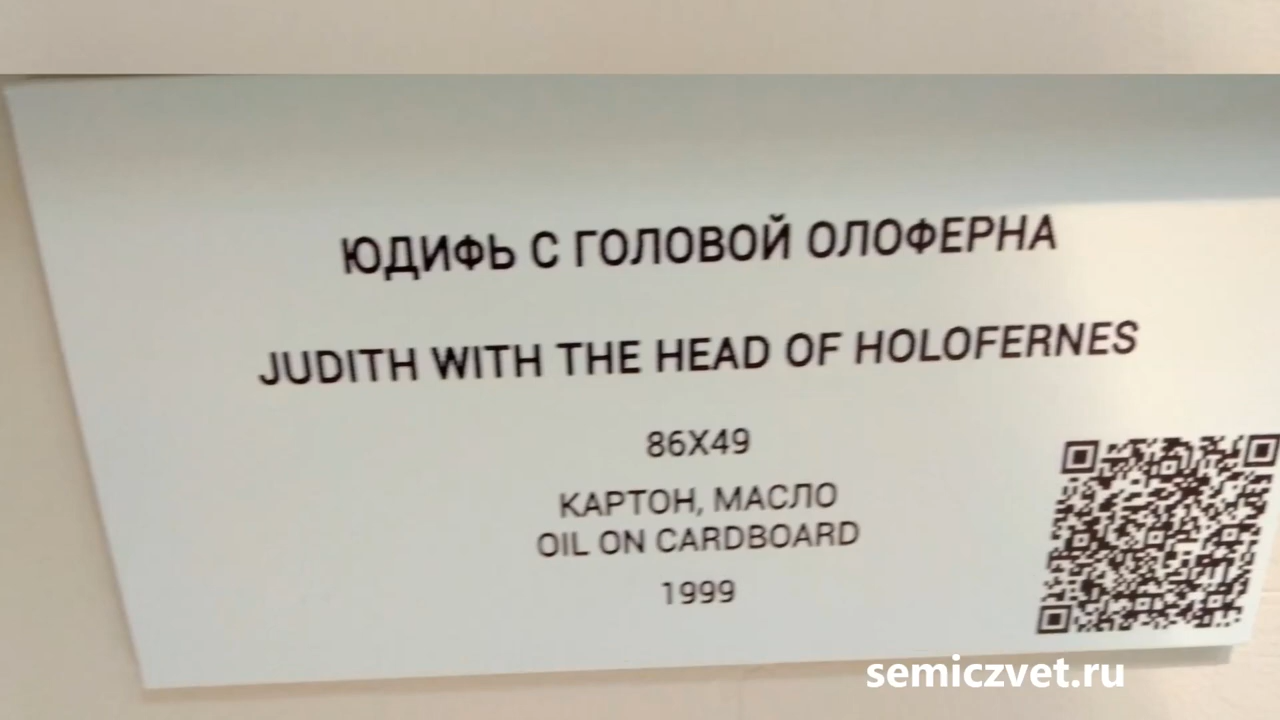 ЮДИФЬ С ГОЛОВОЙ ОЛОФЕРНА
JUDITH WITH THE HEAD OF HOLOFERNES
86X49
КАРТОН, МАСЛО
OIL ON CARDBOARD
1999
semiczvet.ru